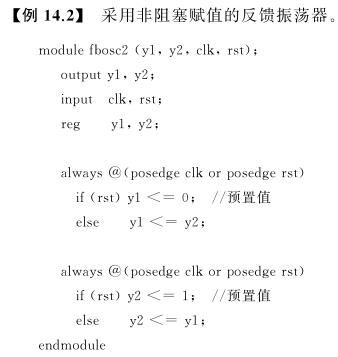 【例 14.2】 采用非阻塞赋值的反馈振荡器。
module fbosc2 (y1, y2, clk, rst);
output y1, y2;
input clk, rst;
reg y1, y2;
always @(posedge clk or posedge rst)
if (rst) y1 <= 0; //预置值
else y1 <= y2;
always @(posedge clk or posedge rst)
if (rst) y2 <= 1; //预置值
else y2 <= y1;
endmodule